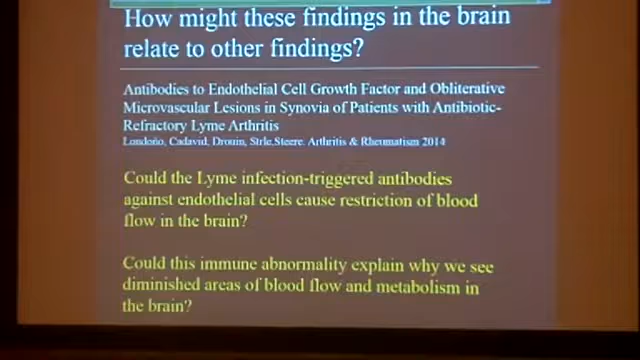 How might these findings in the brain
relate to other findings?
Antibodies to Endothelial Cell Growth Factor and Obliterative
Microvascular Lesions in Synovia of Patients with Antibiotic-
Refractory Lyme Arthritis
Londoño, Cadavid, Drouin, Strle,Steere. Arthritis & Rheumatism 2014
Could the Lyme infection-triggered antibodies
against endothelial cells cause restriction of blood
flow in the brain?
Could this immune abnormality explain why we see
diminished areas of blood flow and metabolism in
the brain?